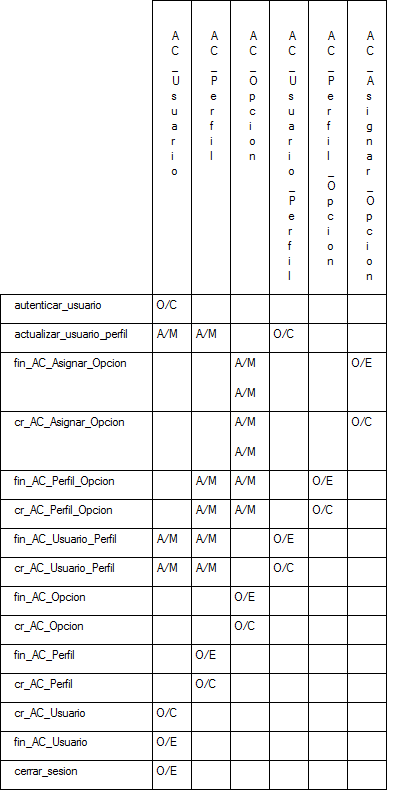 AC_Usuario
AC_Perfil
AC_Opcion
AC_Usuario_Perfil
AC_Perfil_Opcion
AC_Asignar_Opcion
autenticar_usuario O/C
actualizar_usuario_perfil A/M A/M O/C
fin_AC_Asignar_Opcion A/M O/E
A/M
cr_AC_Asignar_Opcion A/M O/C
A/M
fin_AC_Perfil_Opcion A/M A/M O/E
cr_AC_Perfil_Opcion A/M A/M O/C
fin_AC_Usuario_Perfil A/M A/M O/E
cr_AC_Usuario_Perfil A/M A/M O/C
fin_AC_Opcion O/E
cr_AC_Opcion O/C
fin_AC_Perfil O/E
cr_AC_Perfil O/C
cr_AC_Usuario O/C
fin_AC_Usuario O/E
cerrar_sesion O/E